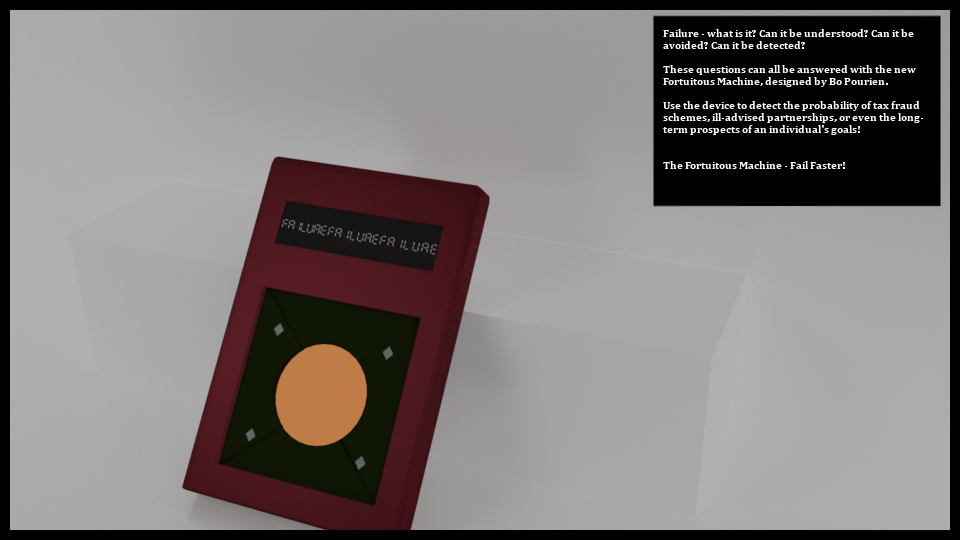 Failure - what is it? Can it be understood? Can it be
avoided? Can it be detected?
These questions can all be answered with the new
Fortuitous Machine, designed by Bo Pourien.
Use the device to detect the probability of tax fraud
schemes, ill-advised partnerships, or even the long-
term prospects of an individual's goals!
The Fortuitous Machine - Fail Faster!
FAILUREFAILUREFAILURE